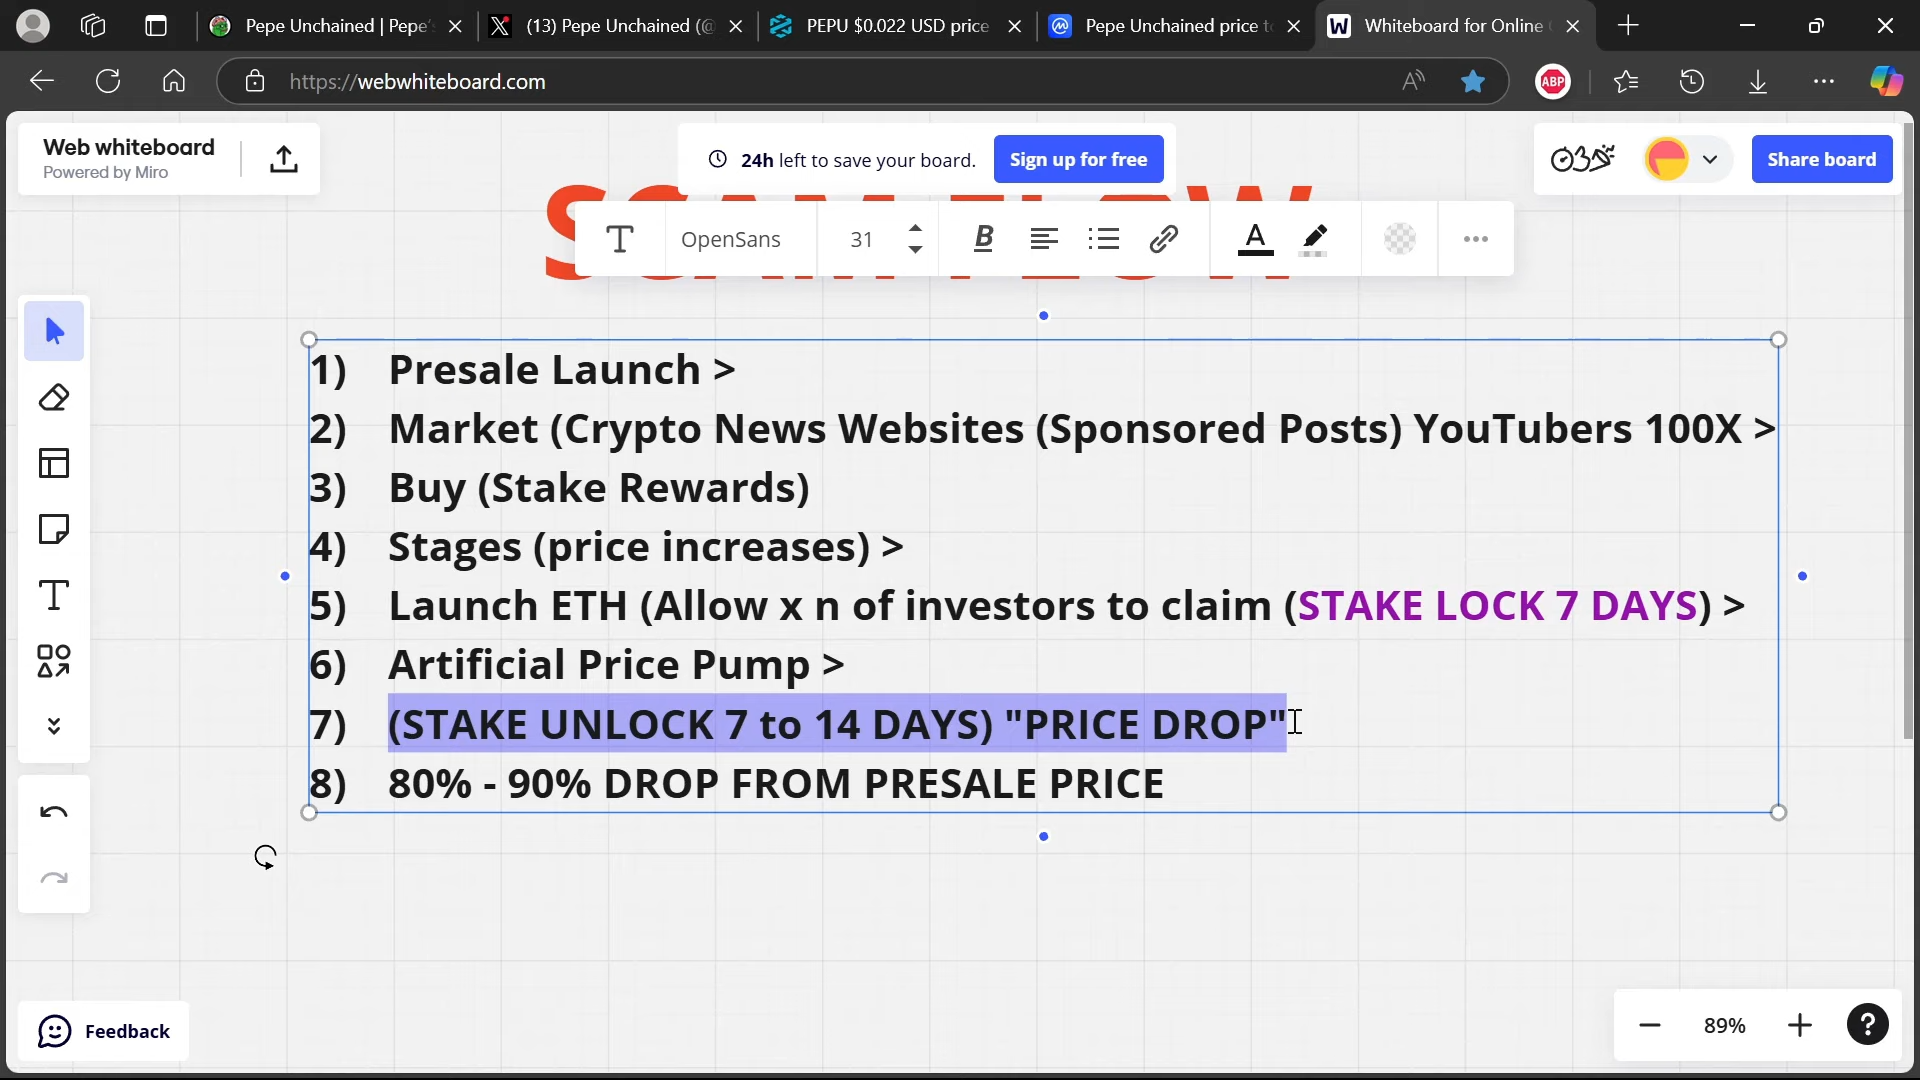 Pepe Unchained | Pepe'
(13) Pepe Unchained (@
PEPU $0.022 USD price
Pepe Unchained price to
Whiteboard for Online
https://webwhiteboard.com
ABP
Web whiteboard
Powered by Miro
24h left to save your board.
Sign up for free
Share board
SCAM FLOW
OpenSans
31
1) Presale Launch >
2) Market (Crypto News Websites (Sponsored Posts) YouTubers 100X >
3) Buy (Stake Rewards)
4) Stages (price increases) >
5) Launch ETH (Allow x n of investors to claim (STAKE LOCK 7 DAYS) >
6) Artificial Price Pump >
7) (STAKE UNLOCK 7 to 14 DAYS) "PRICE DROP"
8) 80% - 90% DROP FROM PRESALE PRICE
Feedback
89%